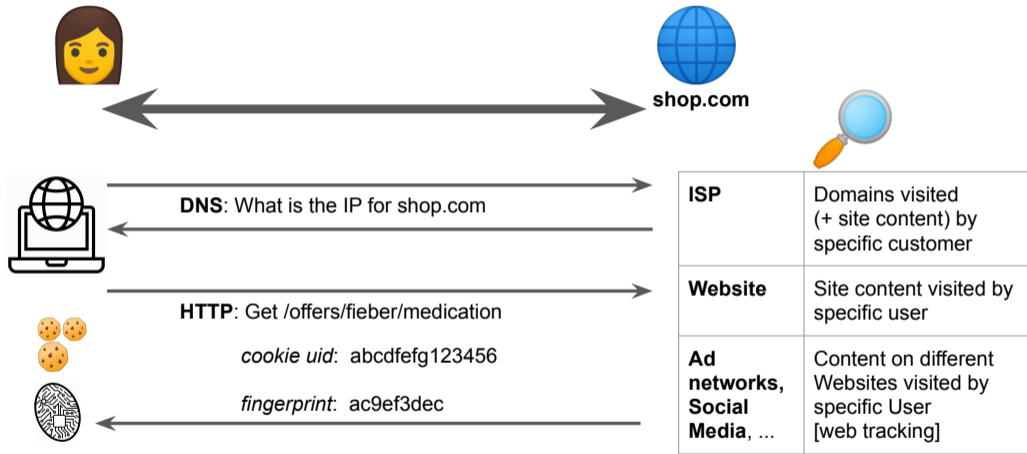 shop.com
DNS: What is the IP for shop.com
HTTP: Get /offers/fieber/medication
cookie uid: abcdfefg123456
fingerprint: ac9ef3dec
ISP
Domains visited
(+ site content) by
specific customer
Website
Site content visited by
specific user
Ad
networks,
Social
Media, ...
Content on different
Websites visited by
specific User
[web tracking]